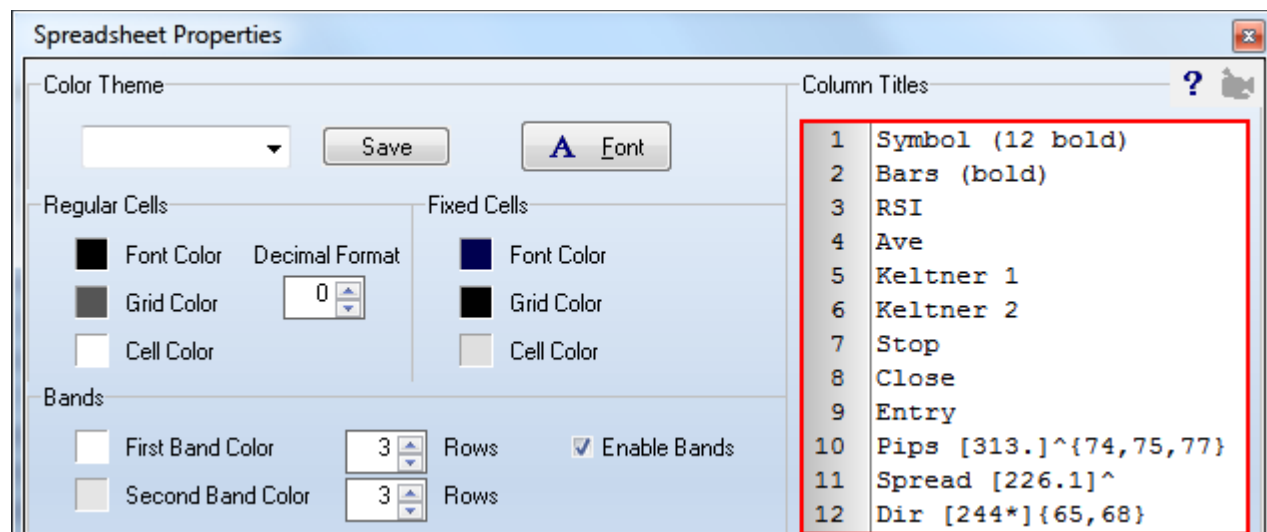 Spreadsheet Properties
Color Theme
Save
A Font
Regular Cells
Font Color
Decimal Format
0
Grid Color
Cell Color
Fixed Cells
Font Color
Grid Color
Cell Color
Bands
First Band Color
3
Rows
Enable Bands
Second Band Color
3
Rows
Column Titles
?
1 Symbol (12 bold)
2 Bars (bold)
3 RSI
4 Ave
5 Keltner 1
6 Keltner 2
7 Stop
8 Close
9 Entry
10 Pips [313.]^{74,75,77}
11 Spread [226.1]^
12 Dir [244*]{65,68}